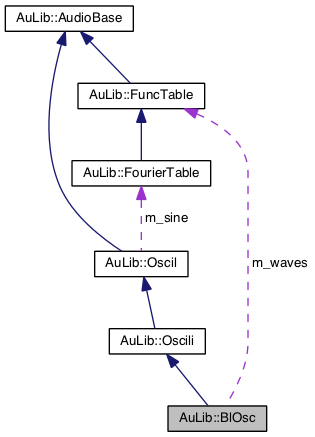 AuLib::AudioBase
AuLib::FuncTable
AuLib::FourierTable
m_sine
AuLib::Oscil
m_waves
AuLib::Oscili
AuLib::BlOsc